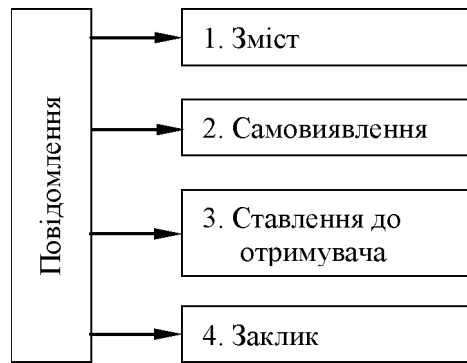 Повідомлення
1. Зміст
2. Самовиявлення
3. Ставлення до
отримувача
4. Заклик